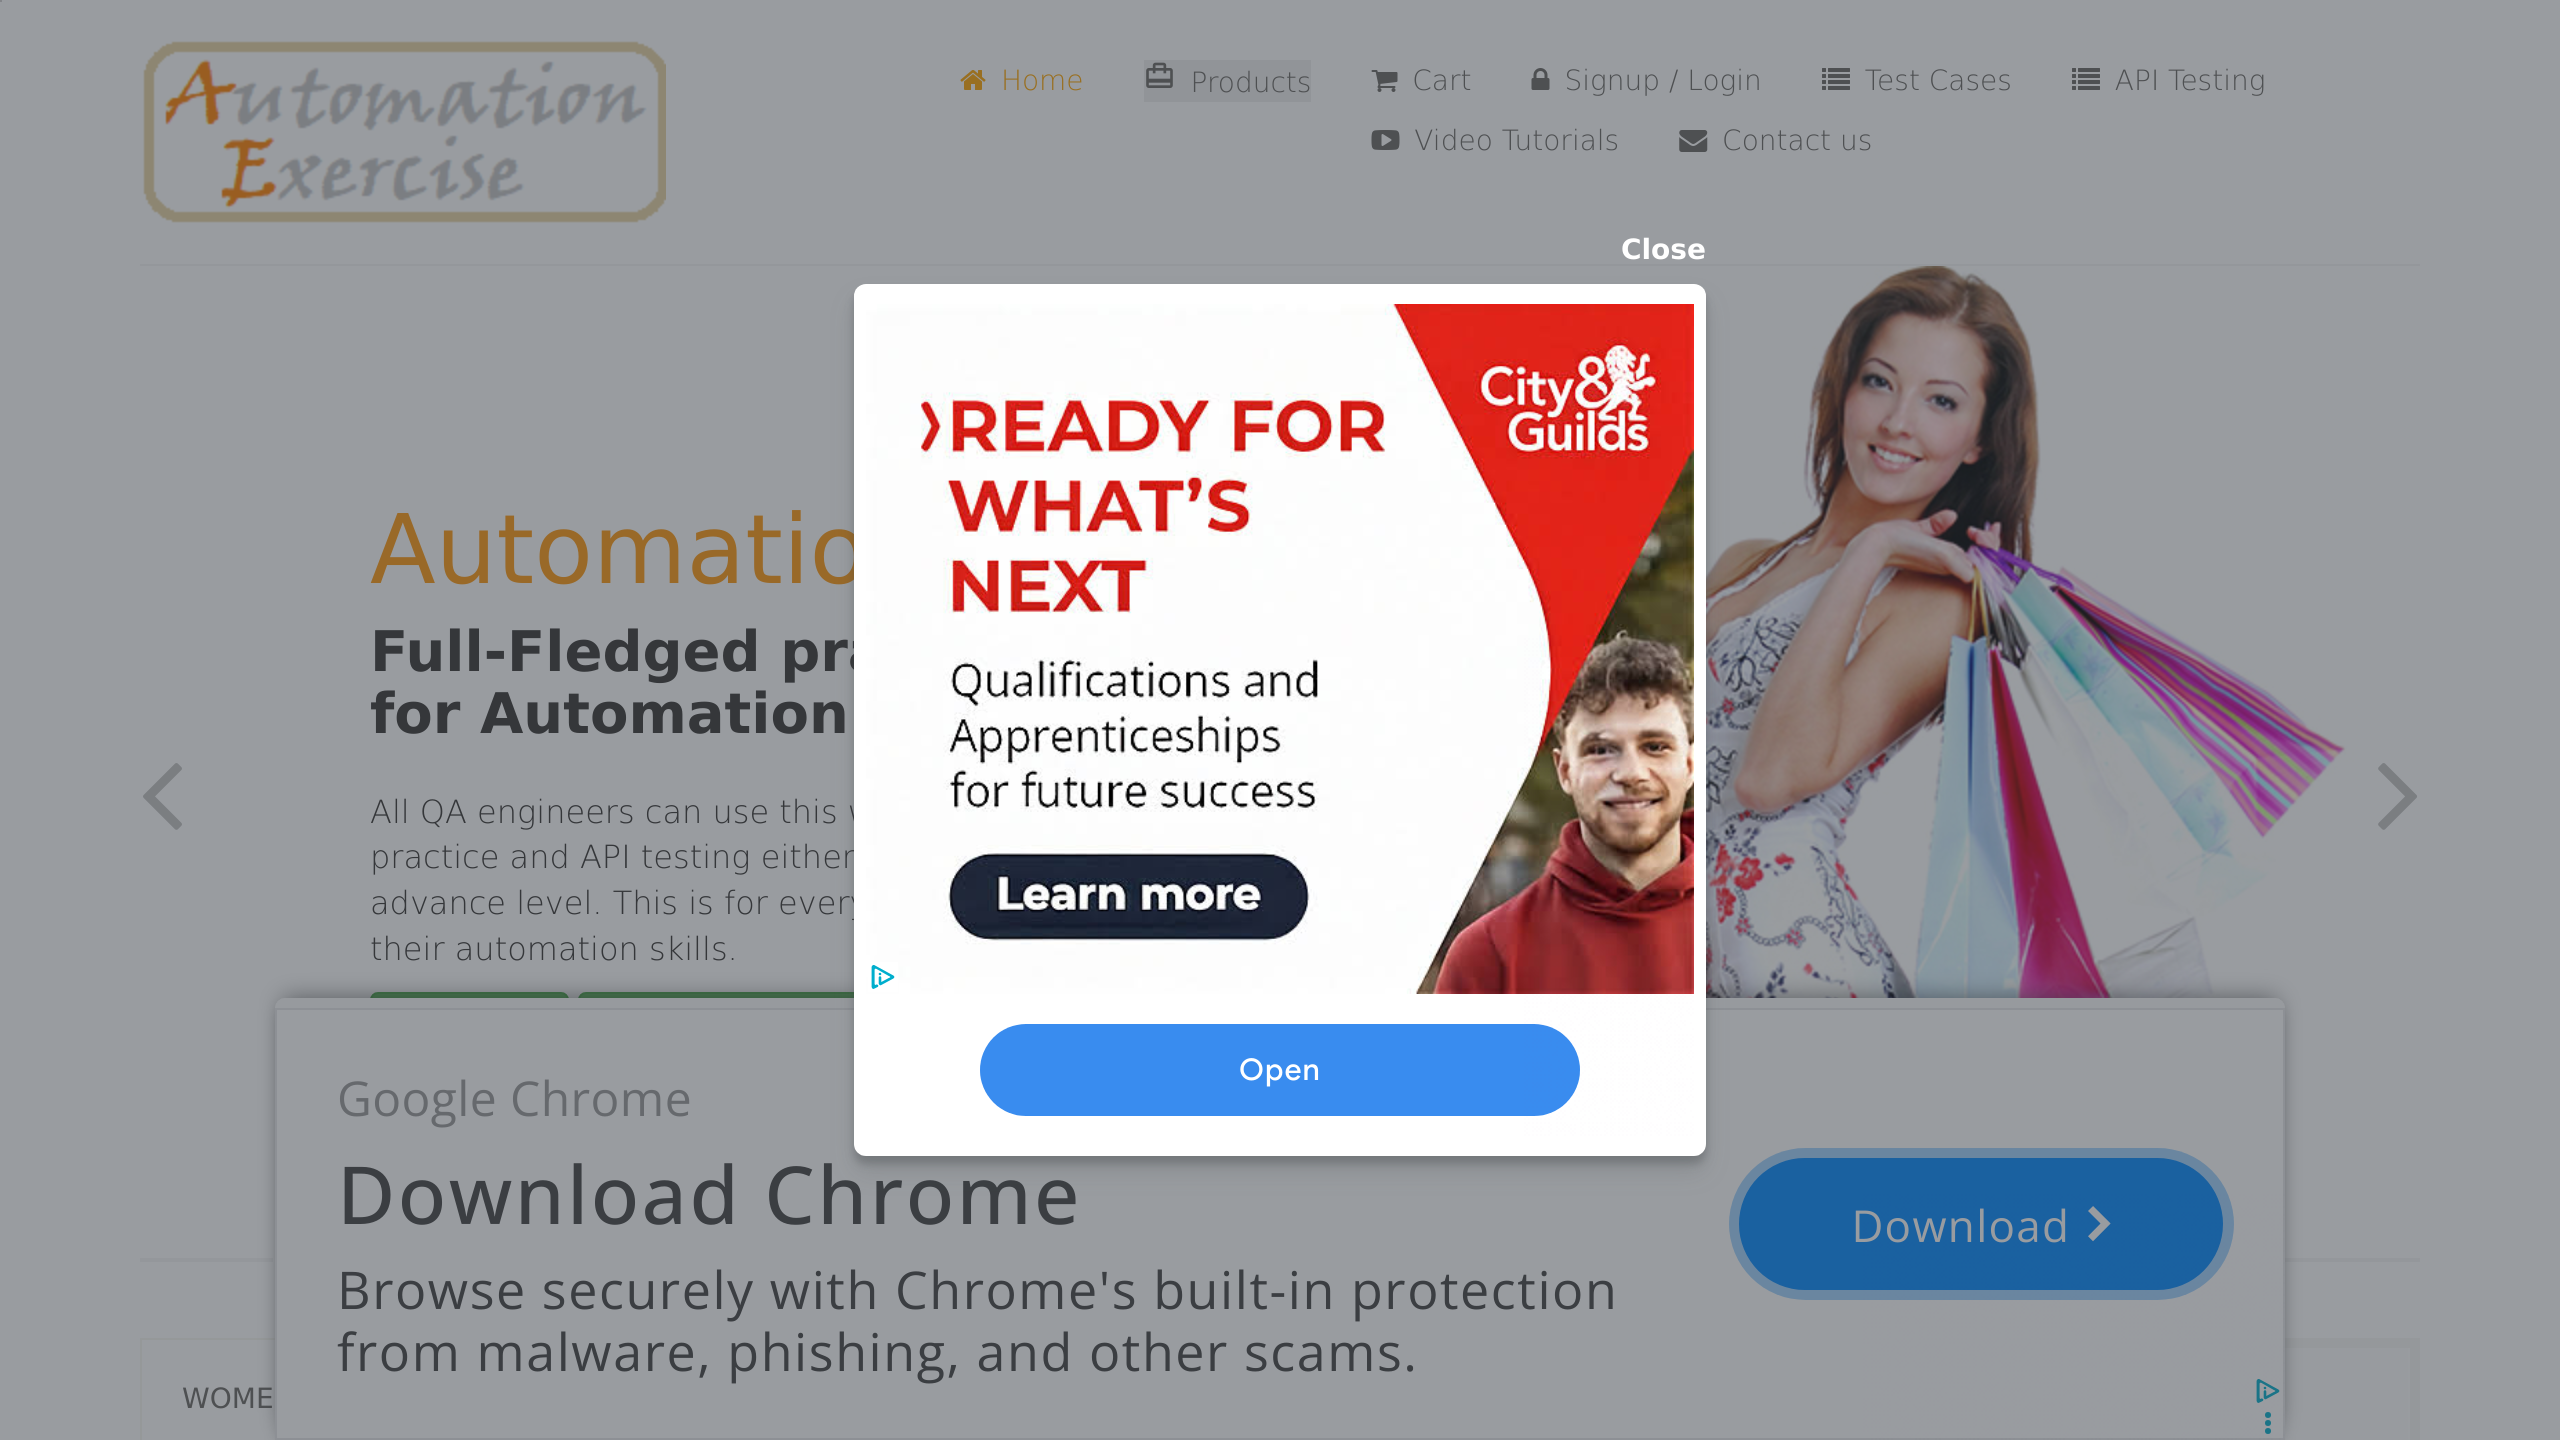 Automation
Exercise
Home
Products
Cart
Signup / Login
Test Cases
API Testing
Video Tutorials
Contact us
Close
City&
Guilds
READY FOR
WHAT'S
NEXT
Qualifications and
Apprenticeships
for future success
Learn more
Open
Automatio
Full-Fledged pra
for Automation
All QA engineers can use this
practice and API testing either
advance level. This is for every
their automation skills.
Google Chrome
Download Chrome
Browse securely with Chrome's built-in protection
from malware, phishing, and other scams.
Download
WOME